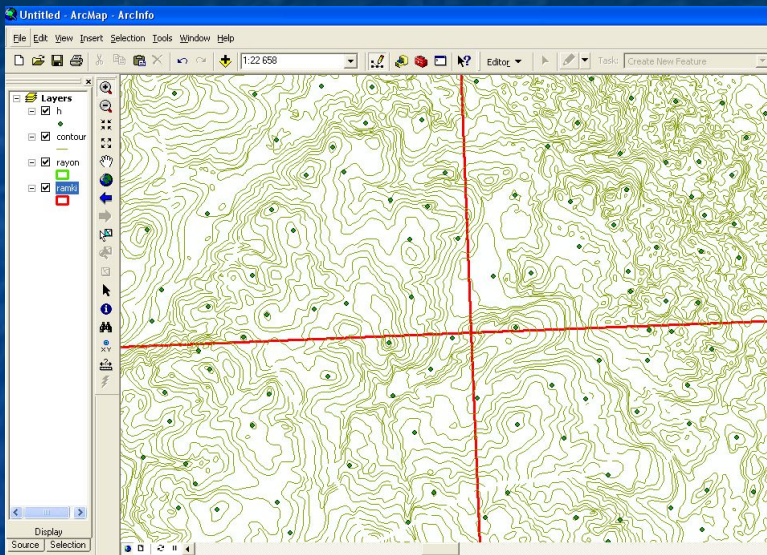 Untitled - ArcMap - ArcInfo
File Edit View Insert Selection Tools Window Help
1:22 658 Editor Task: Create New Feature
Layers
h
contour
rayon
ramki
XY
Display
Source Selection